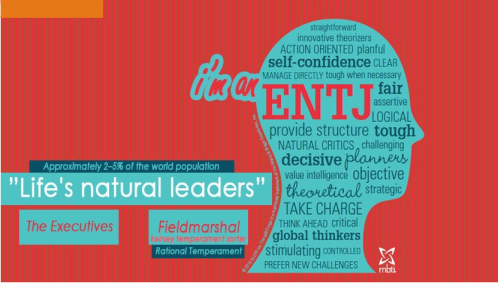 straightforward
innovative theorizers
ACTION ORIENTED planful
self-confidence CLEAR
MANAGE DIRECTLY tough when necessary
i'm an ENTJ fair
assertive
LOGICAL
provide structure tough
NATURAL CRITICS challenging
decisive planners
value intelligence objective
theoretical strategic
TAKE CHARGE
THINK AHEAD critical
global thinkers
stimulating CONTROLLED
PREFER NEW CHALLENGES
mbti.
Approximately 2–5% of the world population
"Life's natural leaders"
The Executives
Fieldmarshal
keirsey temperament sorter
Rational Temperament